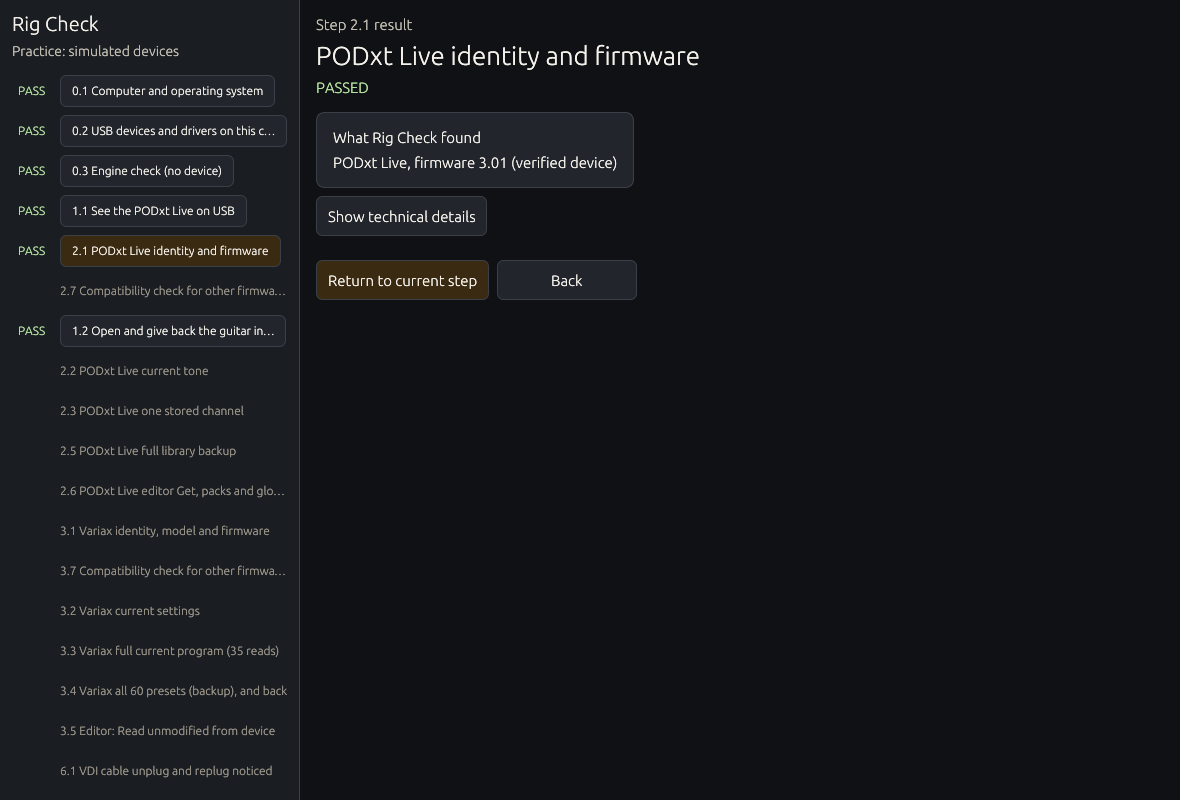 Rig Check
Practice: simulated devices
PASS 0.1 Computer and operating system
PASS 0.2 USB devices and drivers on this c...
PASS 0.3 Engine check (no device)
PASS 1.1 See the PODxt Live on USB
PASS 2.1 PODxt Live identity and firmware
2.7 Compatibility check for other firmwa...
PASS 1.2 Open and give back the guitar in...
2.2 PODxt Live current tone
2.3 PODxt Live one stored channel
2.5 PODxt Live full library backup
2.6 PODxt Live editor Get, packs and glo...
3.1 Variax identity, model and firmware
3.7 Compatibility check for other firmwa...
3.2 Variax current settings
3.3 Variax full current program (35 reads)
3.4 Variax all 60 presets (backup), and back
3.5 Editor: Read unmodified from device
6.1 VDI cable unplug and replug noticed
Step 2.1 result
PODxt Live identity and firmware
PASSED
What Rig Check found
PODxt Live, firmware 3.01 (verified device)
Show technical details
Return to current step
Back